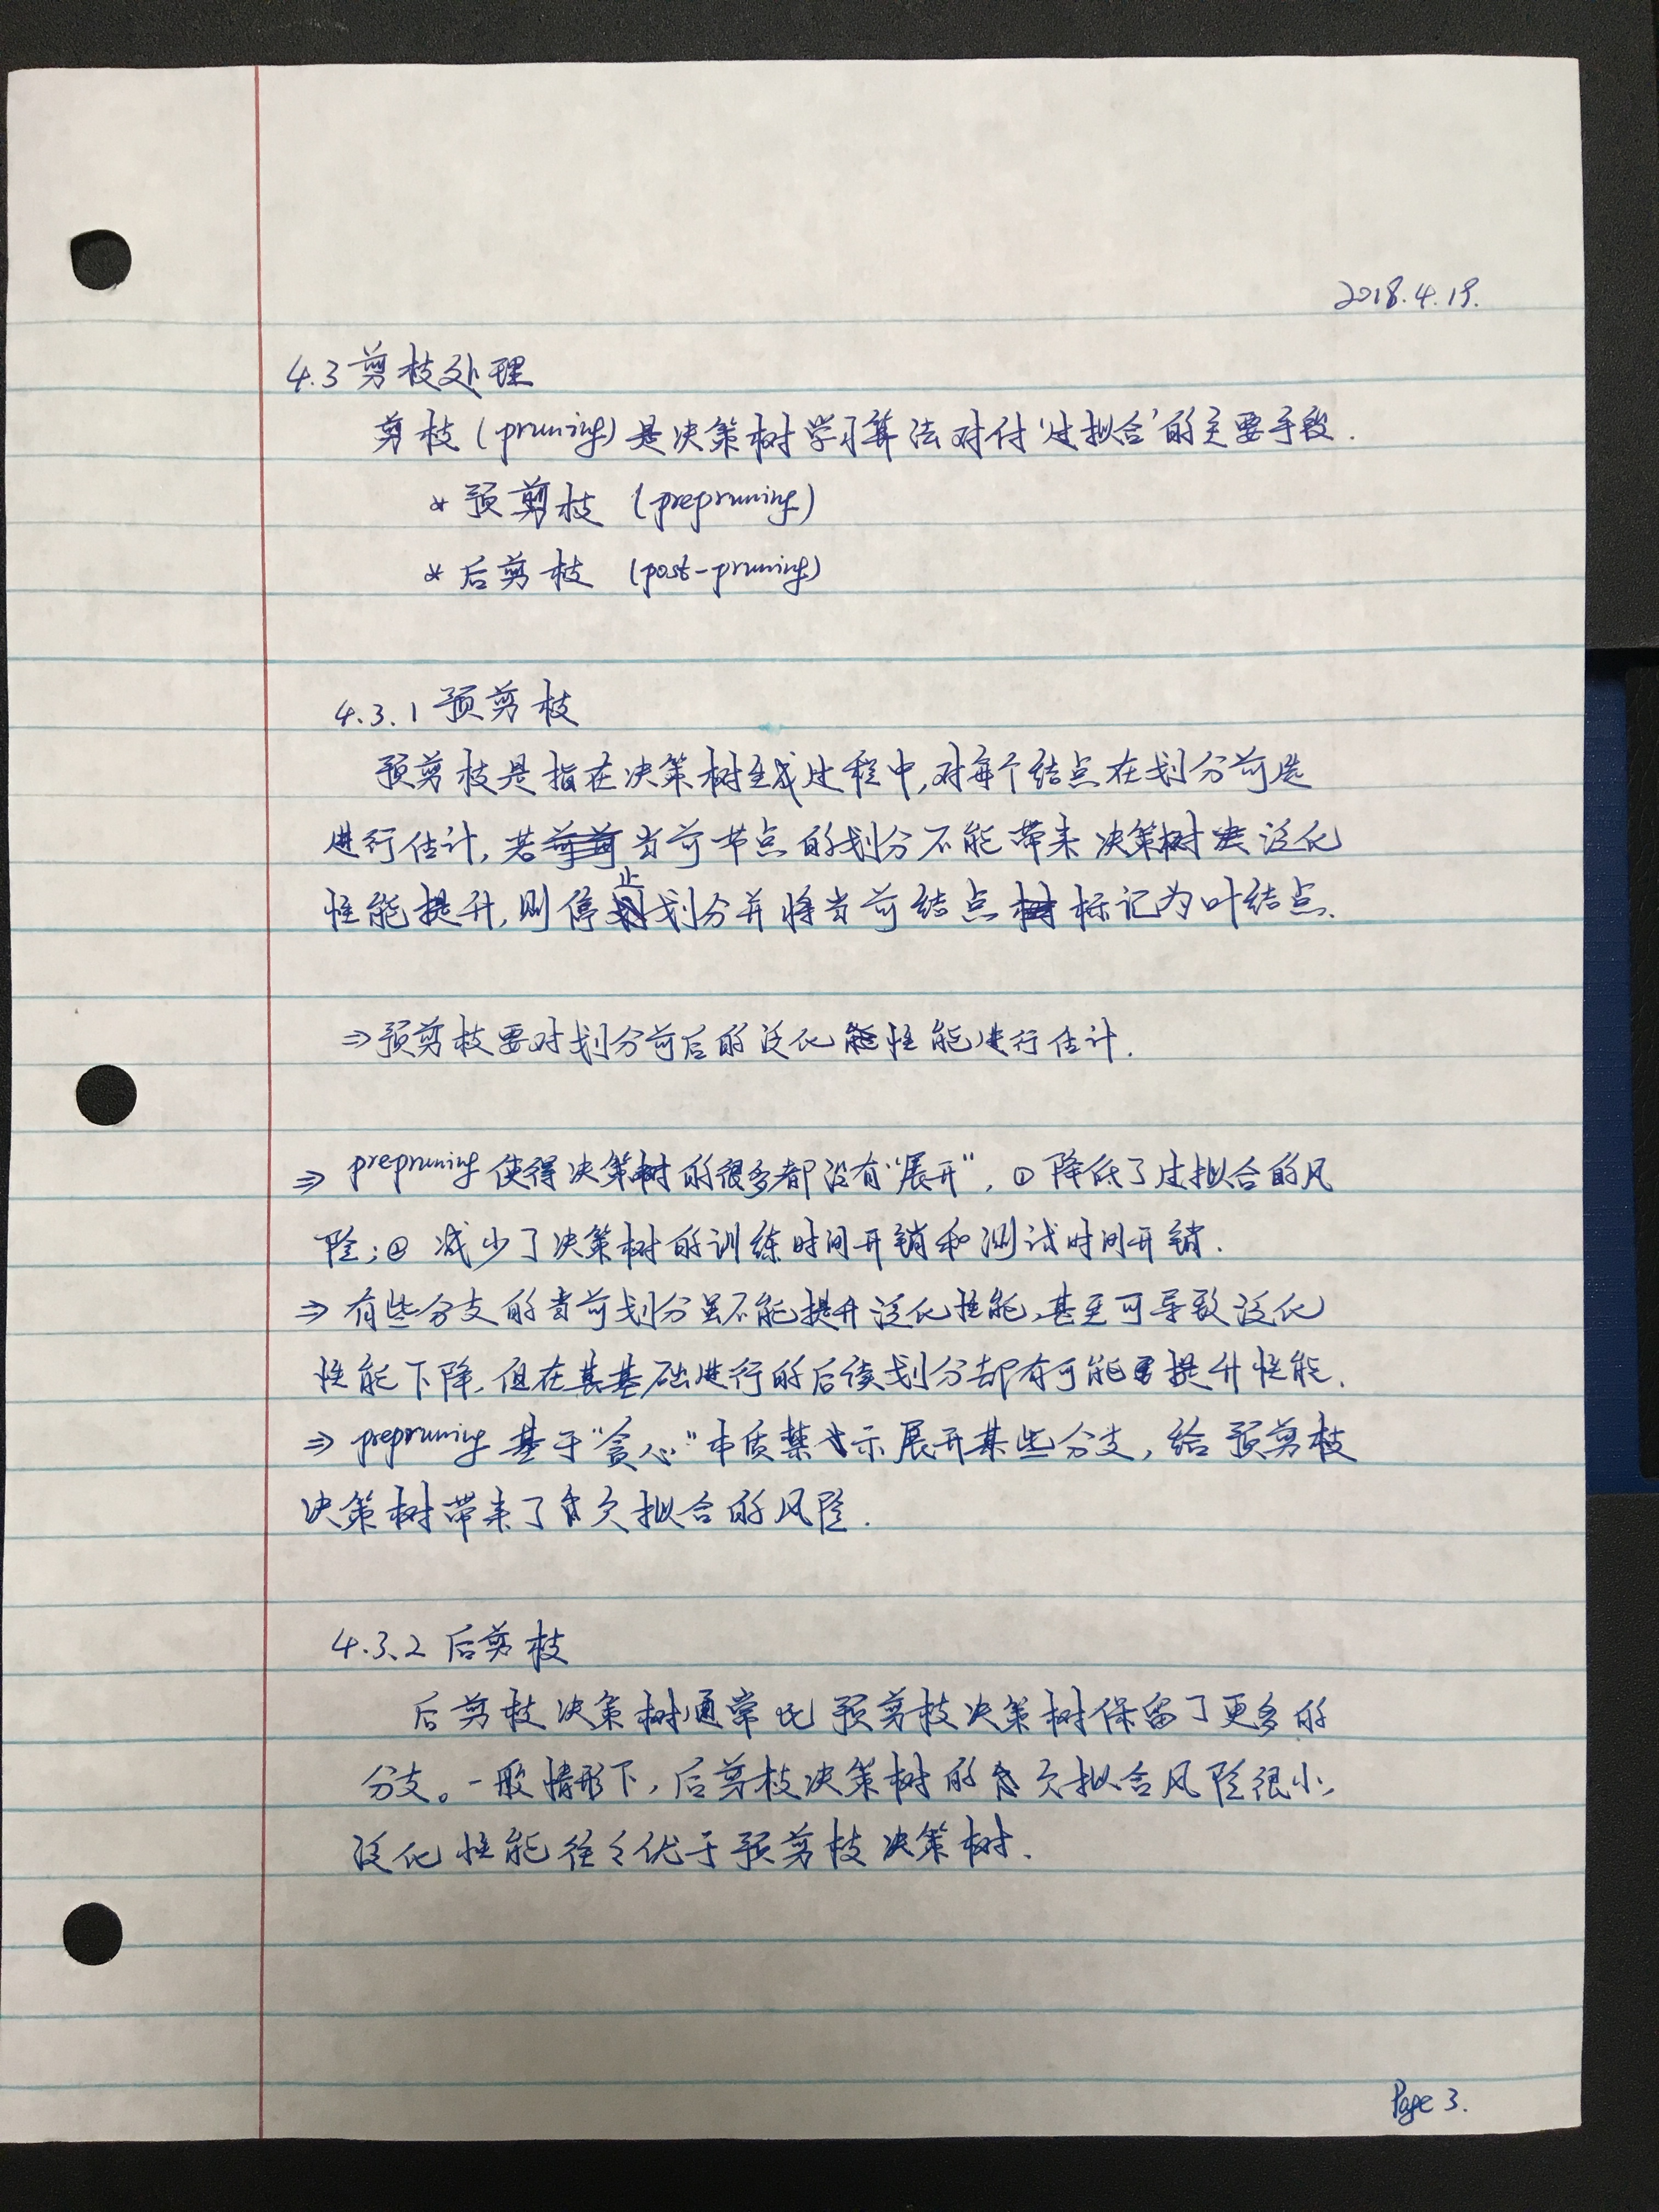 2018.4.19.
4.3 剪枝处理
剪枝 (pruning) 是决策树学习算法对付'过拟合'的主要手段.
* 预剪枝 (prepruning)
* 后剪枝 (post-pruning)
4.3.1 预剪枝
预剪枝是指在决策树生成过程中,对每个结点在划分前先
进行估计,若当前节点的划分不能带来决策树泛化
性能提升,则停止划分并将当前结点标记为叶结点.
⇒预剪枝要对划分前后的泛化性能进行估计.
⇒ prepruning 使得决策树的很多都没有"展开", ① 降低了过拟合的风
险; ② 减少了决策树的训练时间开销和测试时间开销.
⇒ 有些分支的当前划分虽不能提升泛化性能,甚至可导致泛化
性能下降,但在其基础进行的后续划分却有可能提升性能.
⇒ prepruning 基于"贪心"本质禁示展开某些分支, 给预剪枝
决策树带来了欠拟合的风险.
4.3.2 后剪枝
后剪枝决策树通常比预剪枝决策树保留了更多的
分支。一般情形下,后剪枝决策树的欠拟合风险很小,
泛化性能往々优于预剪枝决策树.
Page 3.